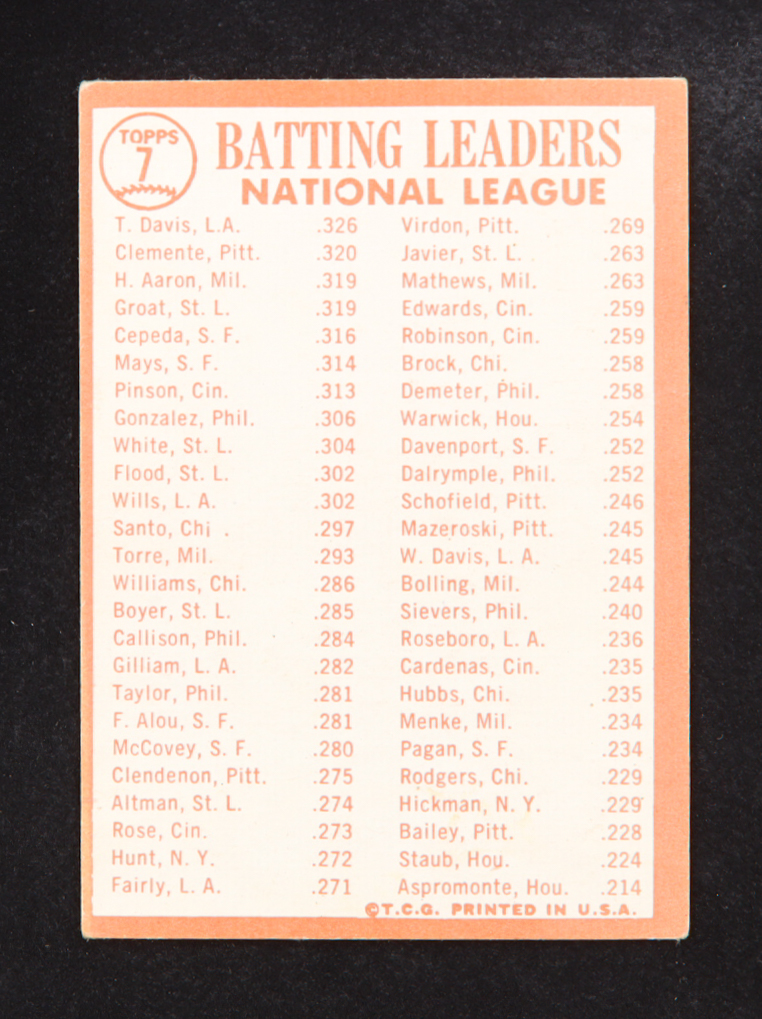 TOPPS
7
BATTING LEADERS
NATIONAL LEAGUE
T. Davis, L.A. .326
Clemente, Pitt. .320
H. Aaron, Mil. .319
Groat, St. L. .319
Cepeda, S. F. .316
Mays, S. F. .314
Pinson, Cin. .313
Gonzalez, Phil. .306
White, St. L. .304
Flood, St. L. .302
Wills, L. A. .302
Santo, Chi . .297
Torre, Mil. .293
Williams, Chi. .286
Boyer, St. L. .285
Callison, Phil. .284
Gilliam, L. A. .282
Taylor, Phil. .281
F. Alou, S. F. .281
McCovey, S. F. .280
Clendenon, Pitt. .275
Altman, St. L. .274
Rose, Cin. .273
Hunt, N. Y. .272
Fairly, L. A. .271
Virdon, Pitt. .269
Javier, St. L. .263
Mathews, Mil. .263
Edwards, Cin. .259
Robinson, Cin. .259
Brock, Chi. .258
Demeter, Phil. .258
Warwick, Hou. .254
Davenport, S. F. .252
Dalrymple, Phil. .252
Schofield, Pitt. .246
Mazeroski, Pitt. .245
W. Davis, L. A. .245
Bolling, Mil. .244
Sievers, Phil. .240
Roseboro, L. A. .236
Cardenas, Cin. .235
Hubbs, Chi. .235
Menke, Mil. .234
Pagan, S. F. .234
Rodgers, Chi. .229
Hickman, N. Y. .229
Bailey, Pitt. .228
Staub, Hou. .224
Aspromonte, Hou. .214
©T.C.G. PRINTED IN U.S.A.